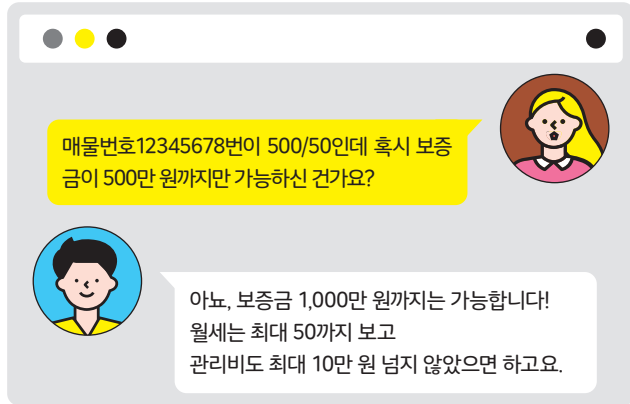 매물번호12345678번이 500/50인데 혹시 보증
금이 500만 원까지만 가능하신 건가요?
아뇨, 보증금 1,000만 원까지는 가능합니다!
월세는 최대 50까지 보고
관리비도 최대 10만 원 넘지 않았으면 하고요.